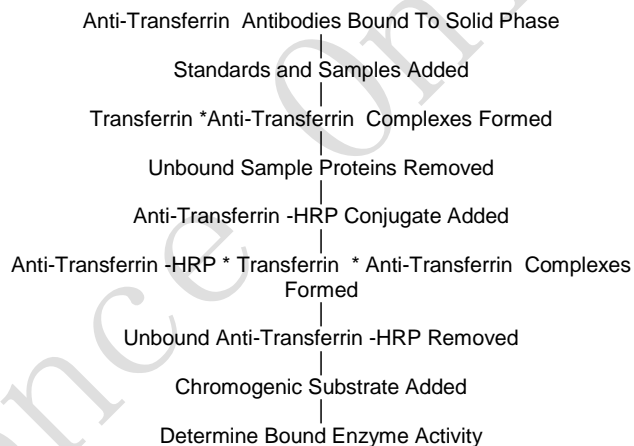 Anti-Transferrin Antibodies Bound To Solid Phase
Standards and Samples Added
Transferrin *Anti-Transferrin Complexes Formed
Unbound Sample Proteins Removed
Anti-Transferrin -HRP Conjugate Added
Anti-Transferrin -HRP * Transferrin * Anti-Transferrin Complexes
Formed
Unbound Anti-Transferrin -HRP Removed
Chromogenic Substrate Added
Determine Bound Enzyme Activity